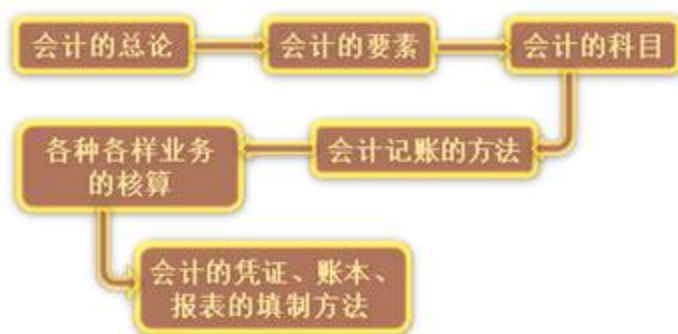 会计的总论
会计的要素
会计的科目
会计记账的方法
各种各样业务
的核算
会计的凭证、账本、
报表的填制方法